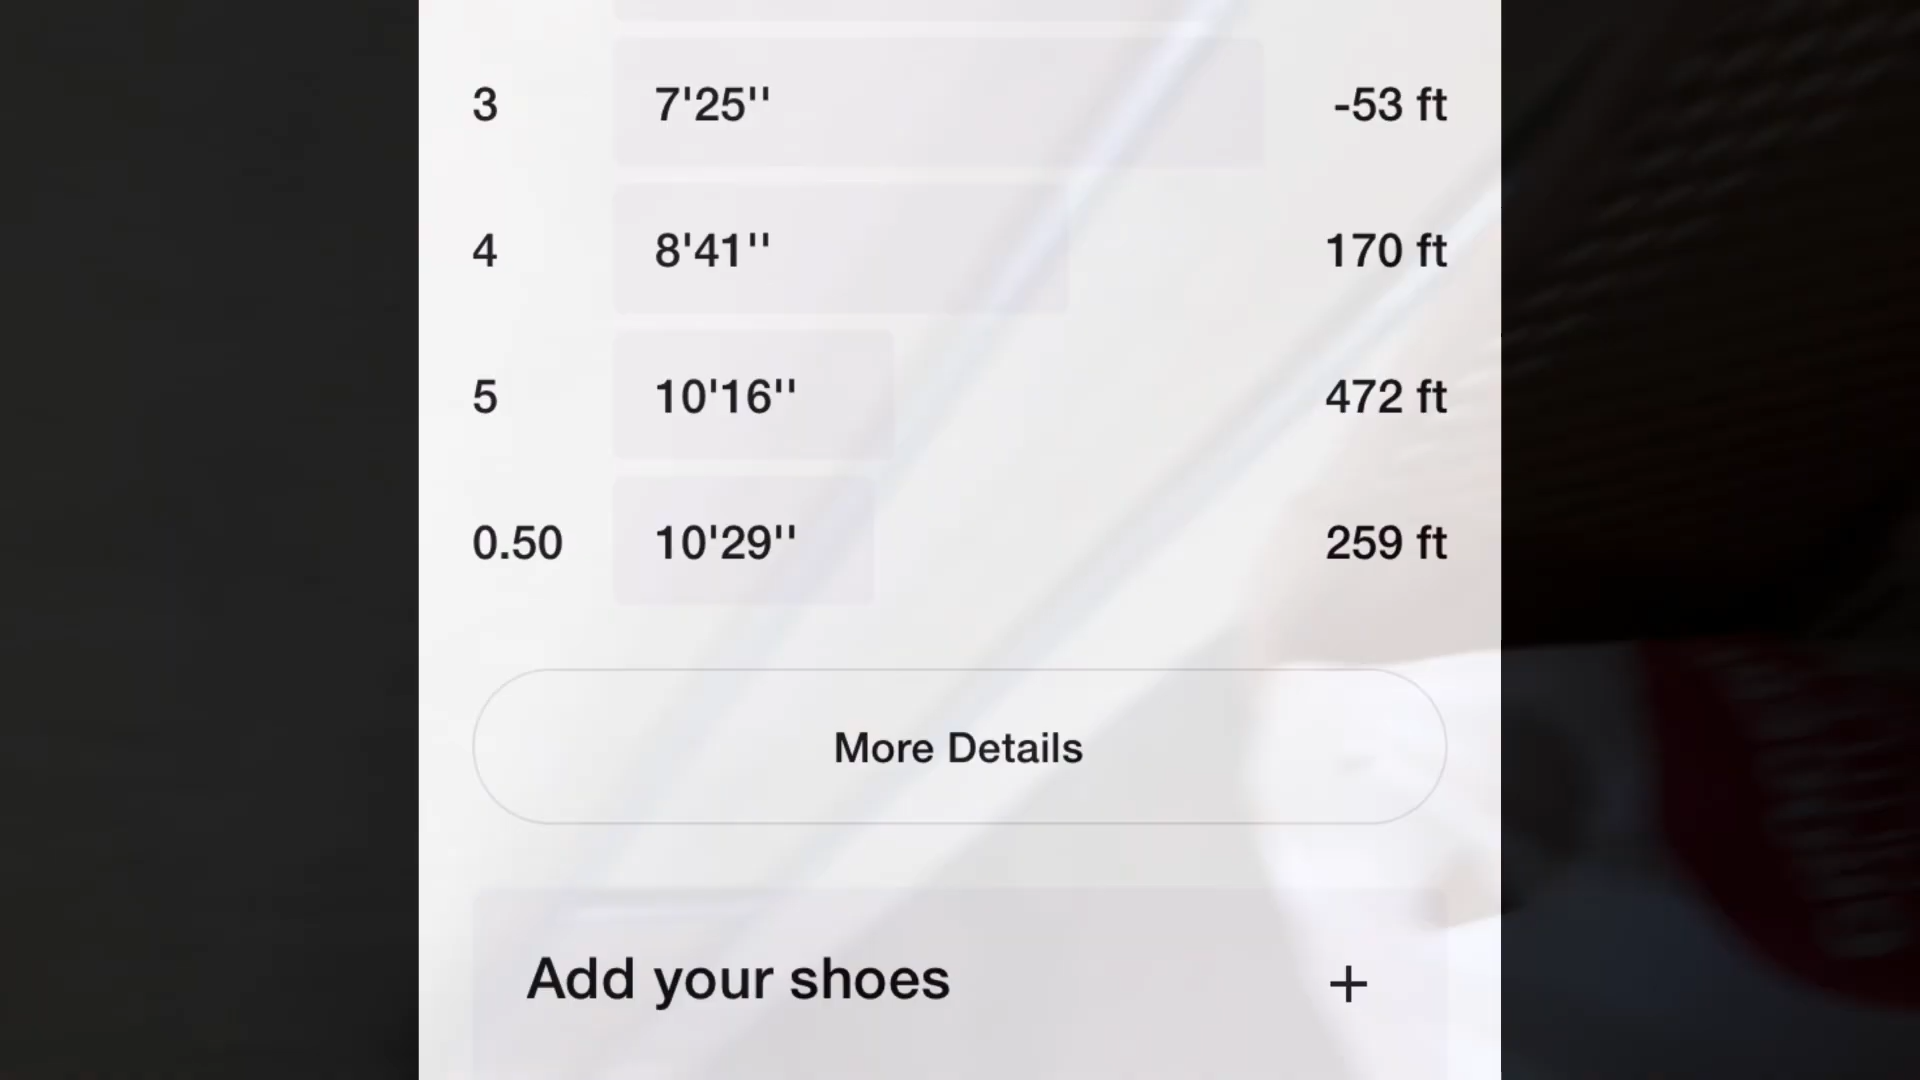 3 7'25'' -53 ft
4 8'41'' 170 ft
5 10'16'' 472 ft
0.50 10'29'' 259 ft
More Details
Add your shoes +